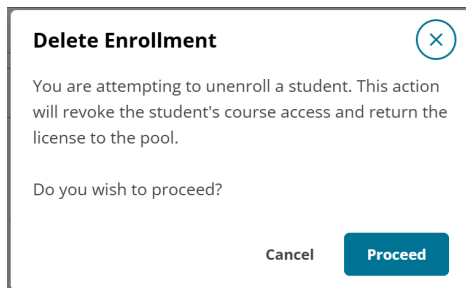 Delete Enrollment
You are attempting to unenroll a student. This action
will revoke the student's course access and return the
license to the pool.
Do you wish to proceed?
Cancel
Proceed